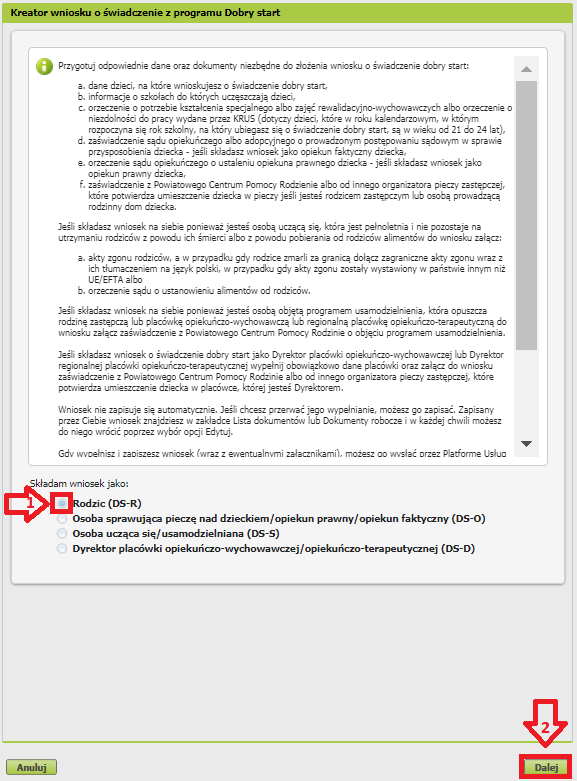 Kreator wniosku o świadczenie z programu Dobry start
Przygotuj odpowiednie dane oraz dokumenty niezbędne do złożenia wniosku o świadczenie dobry start:
a. dane dzieci, na które wnioskujesz o świadczenie dobry start,
b. informacje o szkołach do których uczęszczają dzieci,
c. orzeczenie o potrzebie kształcenia specjalnego albo zajęć rewalidacyjno-wychowawczych albo orzeczenie o
niezdolności do pracy wydane przez KRUS (dotyczy dzieci, które w roku kalendarzowym, w którym
rozpoczyna się rok szkolny, na który ubiegasz się o świadczenie dobry start, są w wieku od 21 do 24 lat),
d. zaświadczenie sądu opiekuńczego albo adopcyjnego o prowadzonym postępowaniu sądowym w sprawie
przysposobienia dziecka - jeśli składasz wniosek jako opiekun faktyczny dziecka,
e. orzeczenie sądu opiekuńczego o ustaleniu opiekuna prawnego dziecka - jeśli składasz wniosek jako
opiekun prawny dziecka,
f. zaświadczenie z Powiatowego Centrum Pomocy Rodzienie albo od innego organizatora pieczy zastępczej,
które potwierdza umieszczenie dziecka w pieczy jeśli jesteś rodzicem zastępczym lub osobą prowadzącą
rodzinny dom dziecka.
Jeśli składasz wniosek na siebie ponieważ jesteś osobą uczącą się, która jest pełnoletnia i nie pozostaje na
utrzymaniu rodziców z powodu ich śmierci albo z powodu pobierania od rodziców alimentów do wniosku załącz:
a. akty zgonu rodziców, a w przypadku gdy rodzice zmarli za granicą dołącz zagraniczne akty zgonu wraz z
ich tłumaczeniem na język polski, w przypadku gdy akty zgonu zostały wystawiony w państwie innym niż
UE/EFTA albo
b. orzeczenie sądu o ustanowieniu alimentów od rodziców.
Jeśli składasz wniosek na siebie ponieważ jesteś osobą objętą programem usamodzielnienia, która opuszcza
rodzinę zastępczą lub placówkę opiekuńczo-wychowawczą lub regionalną placówkę opiekuńczo-terapeutyczną do
wniosku załącz zaświadczenie z Powiatowego Centrum Pomocy Rodzinie o objęciu programem usamodzielnienia.
Jeśli składasz wniosek o świadczenie dobry start jako Dyrektor placówki opiekuńczo-wychowawczej lub Dyrektor
regionalnej placówki opiekuńczo-terapeutycznej wypełnij obowiązkowo dane placówki oraz załącz do wniosku
zaświadczenie z Powiatowego Centrum Pomocy Rodzinie albo od innego organizatora pieczy zastępczej, które
potwierdza umieszczenie dziecka w placówce, której jesteś Dyrektorem.
Wniosek nie zapisuje się automatycznie. Jeśli chcesz przerwać jego wypełnianie, możesz go zapisać. Zapisany
przez Ciebie wniosek znajdziesz w zakładce Lista dokumentów lub Dokumenty robocze i w każdej chwili możesz
do niego wrócić poprzez wybór opcji Edytuj.
Gdy wypełnisz i zapiszesz wniosek (wraz z ewentualnymi załącznikami), możesz go wysłać przez Platformę Usług
Składam wniosek jako:
1
Rodzic (DS-R)
Osoba sprawująca pieczę nad dzieckiem/opiekun prawny/opiekun faktyczny (DS-O)
Osoba ucząca się/usamodzielniana (DS-S)
Dyrektor placówki opiekuńczo-wychowawczej/opiekuńczo-terapeutycznej (DS-D)
2
Anuluj
Dalej